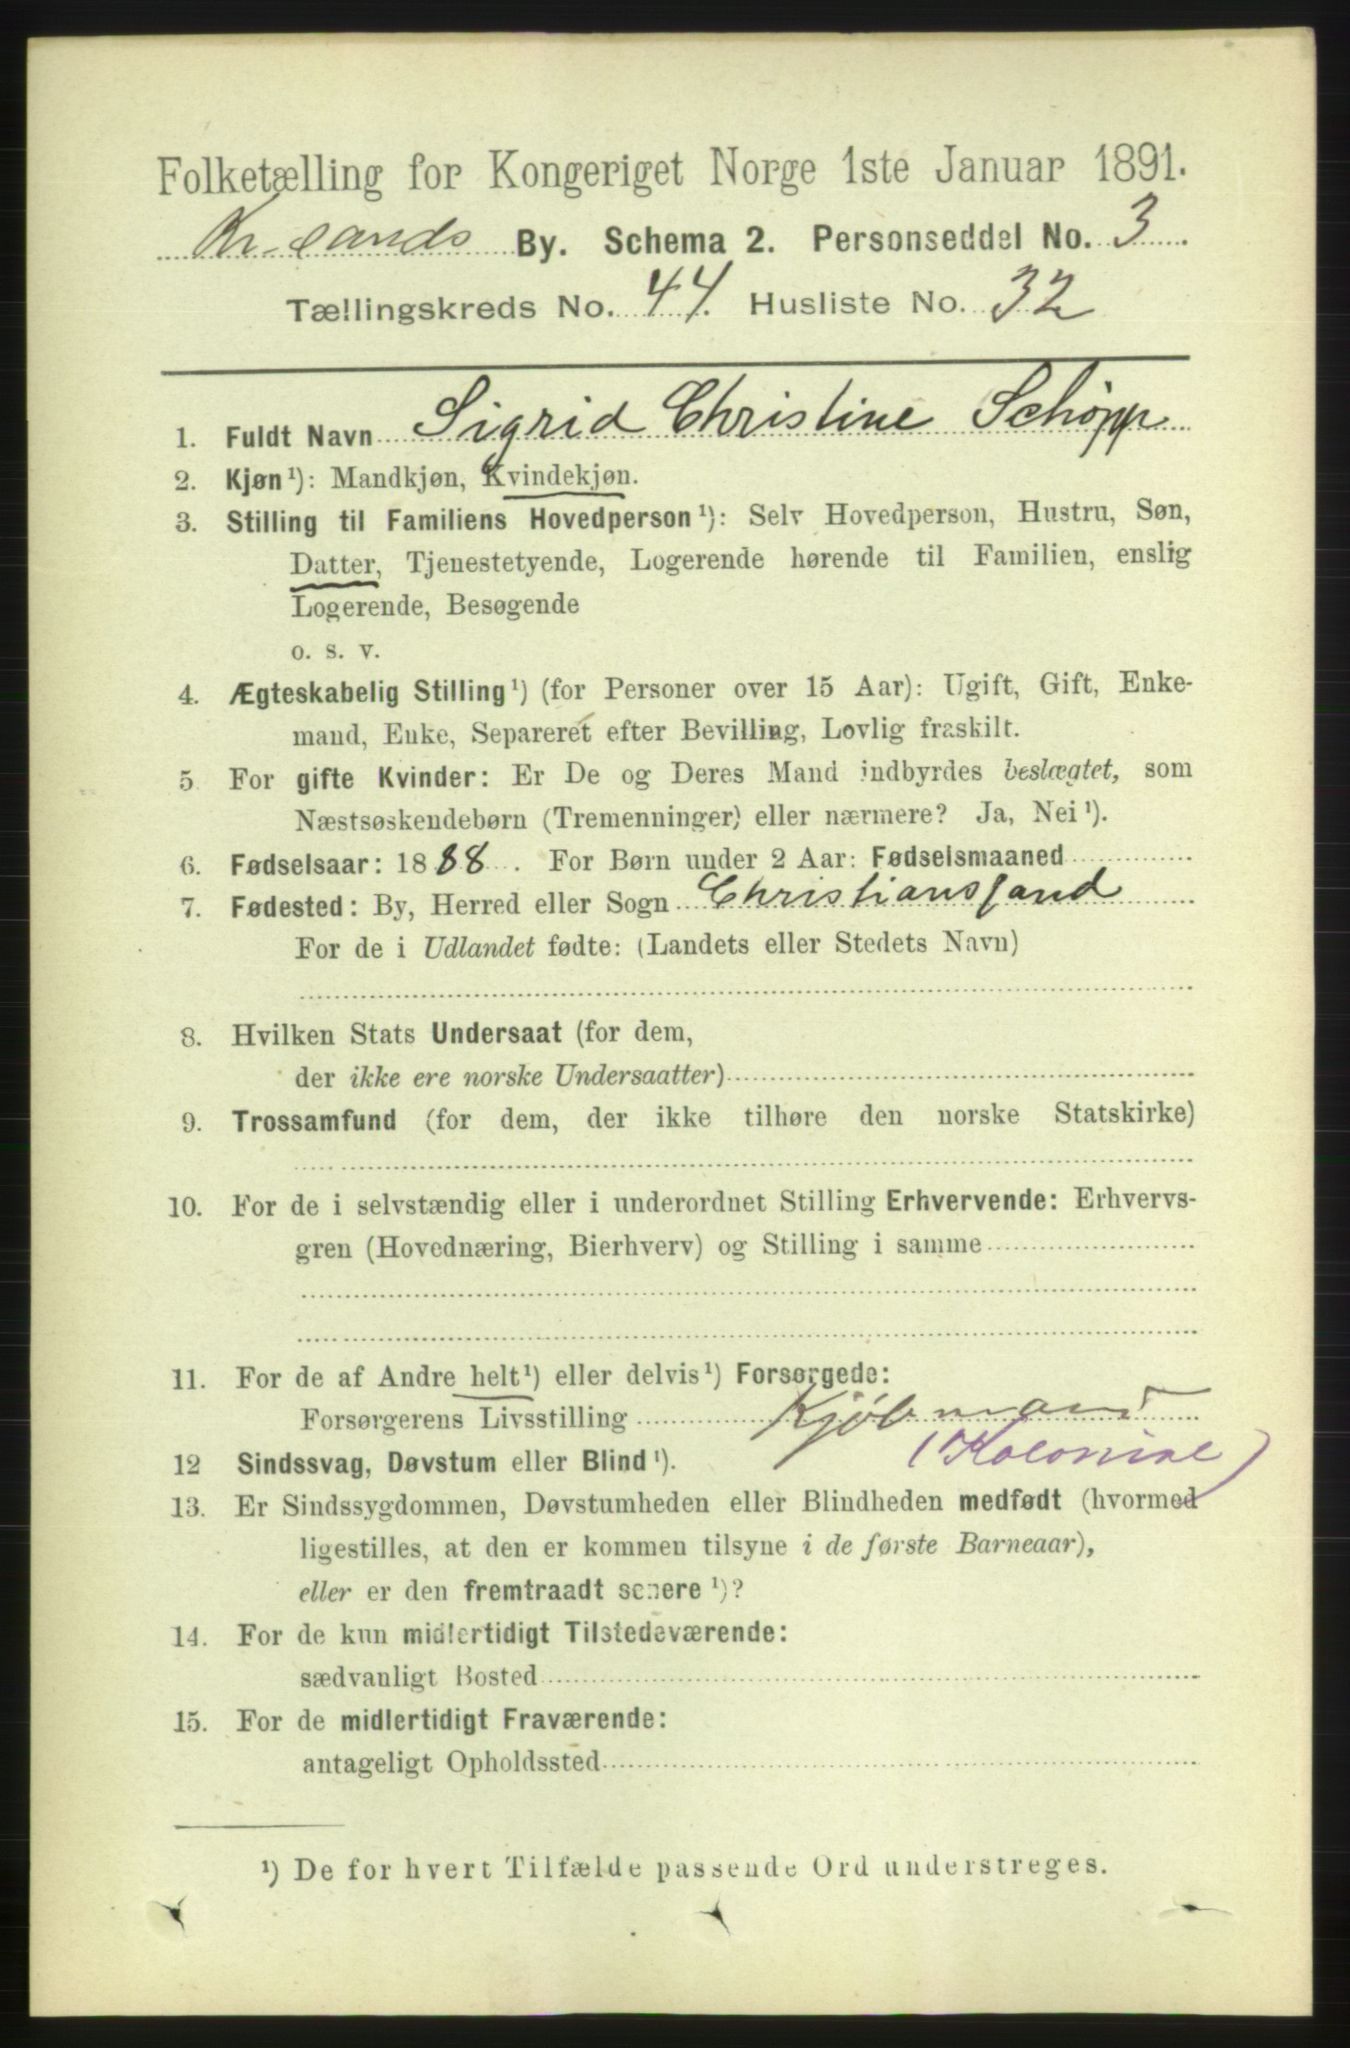 Folketælling for Kongeriget Norge 1ste Januar 1891.
Kr.sands By. Schema 2. Personseddel No. 3
Tællingskreds No. 44. Husliste No. 32
1. Fuldt Navn Sigrid Christine Schøpp
2. Kjøn¹): Mandkjøn, Kvindekjøn.
3. Stilling til Familiens Hovedperson¹): Selv Hovedperson, Hustru, Søn,
Datter, Tjenestetyende, Logerende hørende til Familien, enslig
Logerende, Besøgende
o. s. v.
4. Ægteskabelig Stilling¹) (for Personer over 15 Aar): Ugift, Gift, Enke-
mand, Enke, Separeret efter Bevilling, Lovlig fraskilt.
5. For gifte Kvinder: Er De og Deres Mand indbyrdes beslægtet, som
Næstsøskendebørn (Tremenninger) eller nærmere? Ja, Nei¹).
6. Fødselsaar: 1888. For Børn under 2 Aar: Fødselsmaaned
7. Fødested: By, Herred eller Sogn Christianssand
For de i Udlandet fødte: (Landets eller Stedets Navn)
8. Hvilken Stats Undersaat (for dem,
der ikke ere norske Undersaatter)
9. Trossamfund (for dem, der ikke tilhøre den norske Statskirke)
10. For de i selvstændig eller i underordnet Stilling Erhvervende: Erhvervs-
gren (Hovednæring, Bierhverv) og Stilling i samme
11. For de af Andre helt¹) eller delvis¹) Forsørgede:
Forsørgerens Livsstilling Kjøbmand
(Kolonial)
12 Sindssvag, Døvstum eller Blind¹).
13. Er Sindssygdommen, Døvstumheden eller Blindheden medfødt (hvormed
ligestilles, at den er kommen tilsyne i de første Barneaar),
eller er den fremtraadt senere¹)?
14. For de kun midlertidigt Tilstedeværende:
sædvanligt Bosted
15. For de midlertidigt Fraværende:
antageligt Opholdssted
¹) De for hvert Tilfælde passende Ord understreges.